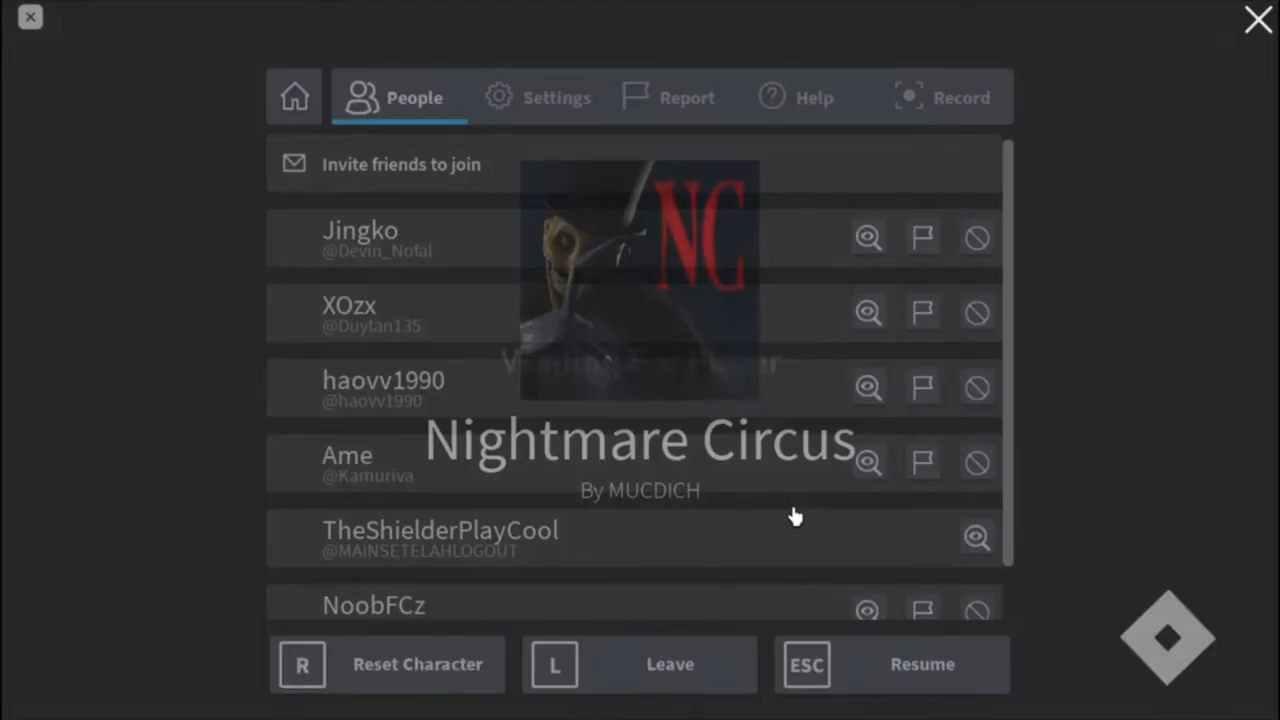 People
Settings
Report
Help
Record
Invite friends to join
NC
Jingko
@Devin_Nofal
XOzx
@Duytan135
haovv1990
@haovv1990
Nightmare Circus
Ame
@Kamuriva
By MUCDICH
TheShielderPlayCool
@MAINSETELAHLOGOUT
NoobFCz
R Reset Character
L Leave
ESC Resume